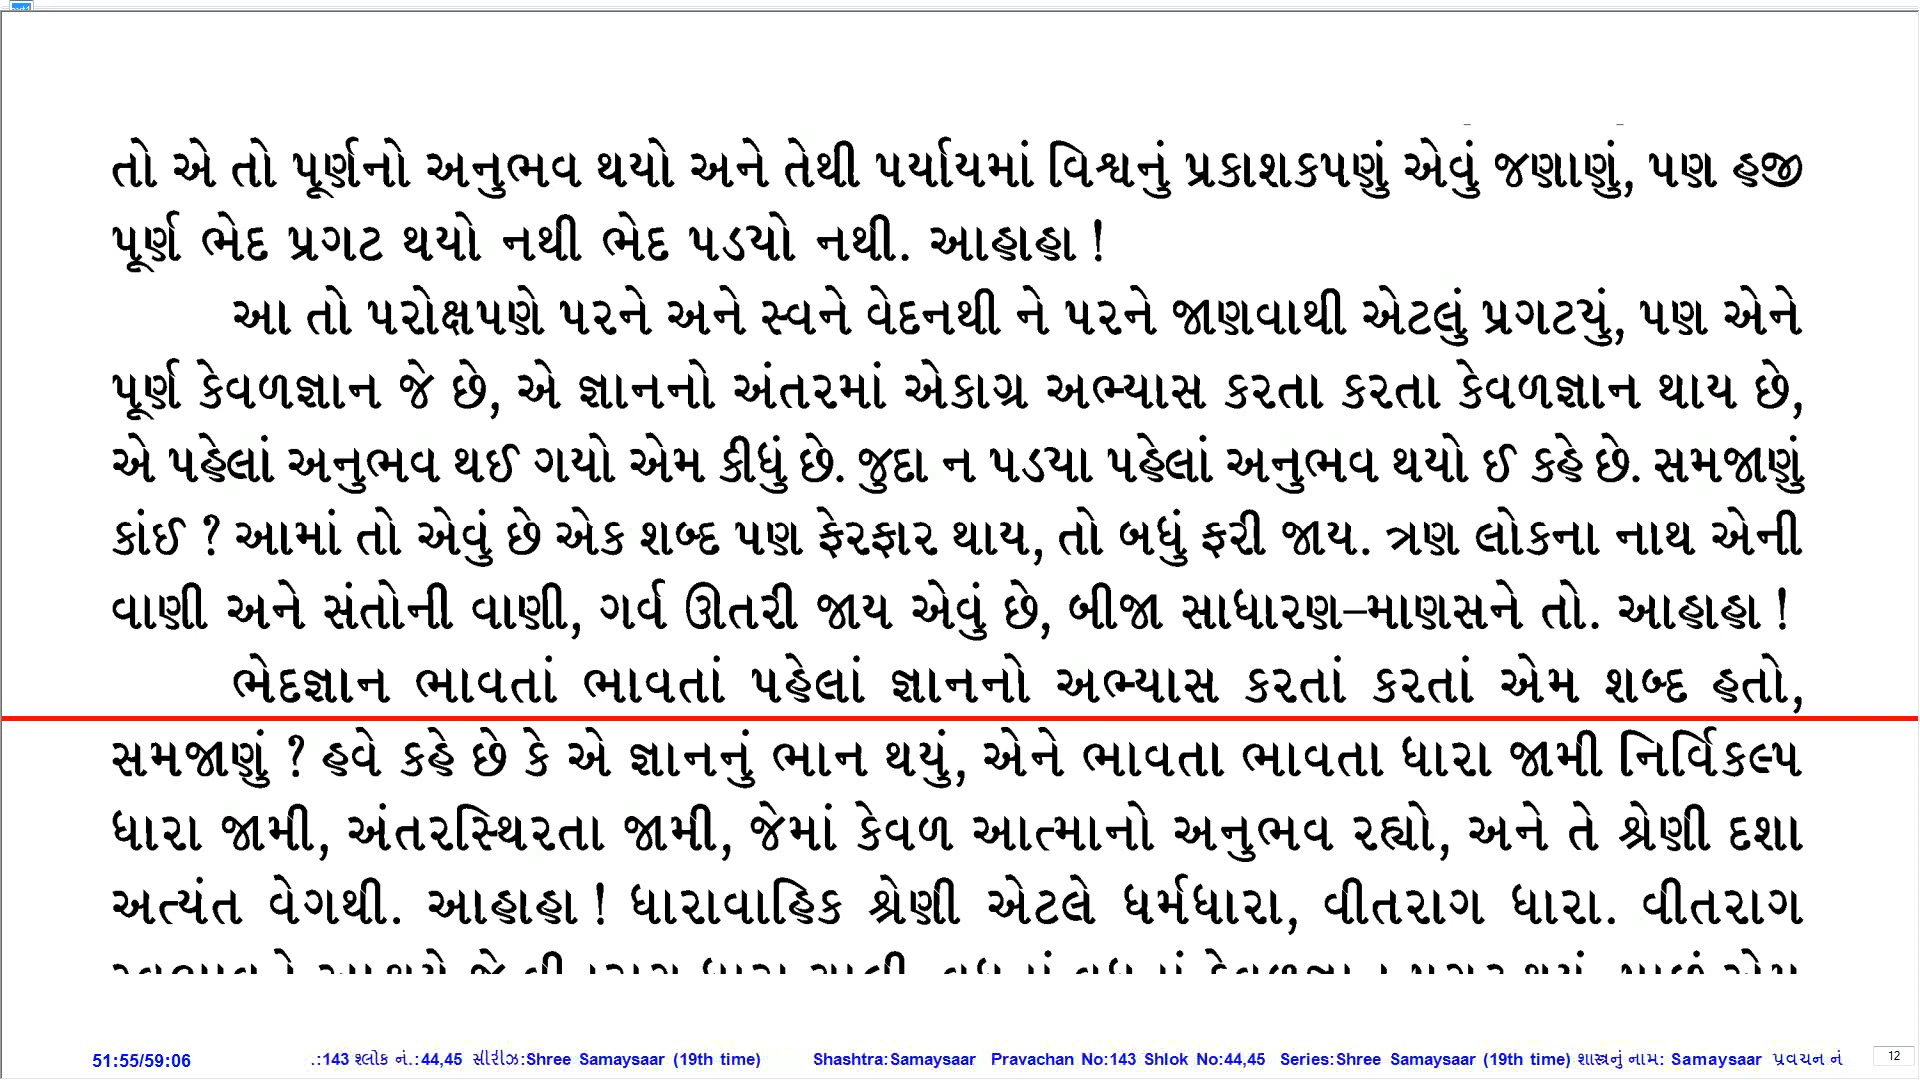 તો એ તો પૂર્ણનો અનુભવ થયો અને તેથી પર્યાયમાં વિશ્વનું પ્રકાશકપણું એવું જણાણું, પણ હજી
પૂર્ણ ભેદ પ્રગટ થયો નથી ભેદ પડયો નથી. આહાહા !
આ તો પરોક્ષપણે પરને અને સ્વને વેદનથી ને પરને જાણવાથી એટલું પ્રગટયું, પણ એને
પૂર્ણ કેવળજ્ઞાન જે છે, એ જ્ઞાનનો અંતરમાં એકાગ્ર અભ્યાસ કરતા કરતા કેવળજ્ઞાન થાય છે,
એ પહેલાં અનુભવ થઈ ગયો એમ કીધું છે. જુદા ન પડયા પહેલાં અનુભવ થયો ઈ કહે છે. સમજાણું
કાંઈ ? આમાં તો એવું છે એક શબ્દ પણ ફેરફાર થાય, તો બધું ફરી જાય. ત્રણ લોકના નાથ એની
વાણી અને સંતોની વાણી, ગર્વ ઊતરી જાય એવું છે, બીજા સાધારણ–માણસને તો. આહાહા !
ભેદજ્ઞાન ભાવતાં ભાવતાં પહેલાં જ્ઞાનનો અભ્યાસ કરતાં કરતાં એમ શબ્દ હતો,
સમજાણું ? હવે કહે છે કે એ જ્ઞાનનું ભાન થયું, એને ભાવતા ભાવતા ધારા જામી નિર્વિકલ્પ
ધારા જામી, અંતરસ્થિરતા જામી, જેમાં કેવળ આત્માનો અનુભવ રહ્યો, અને તે શ્રેણી દશા
અત્યંત વેગથી. આહાહા ! ધારાવાહિક શ્રેણી એટલે ધર્મધારા, વીતરાગ ધારા. વીતરાગ
51:55/59:06 .:143 શ્લોક નં.:44,45 સીરીઝ:Shree Samaysaar (19th time) Shashtra:Samaysaar Pravachan No:143 Shlok No:44,45 Series:Shree Samaysaar (19th time) શાસ્ત્રનું નામ: Samaysaar પ્રવચન નં 12